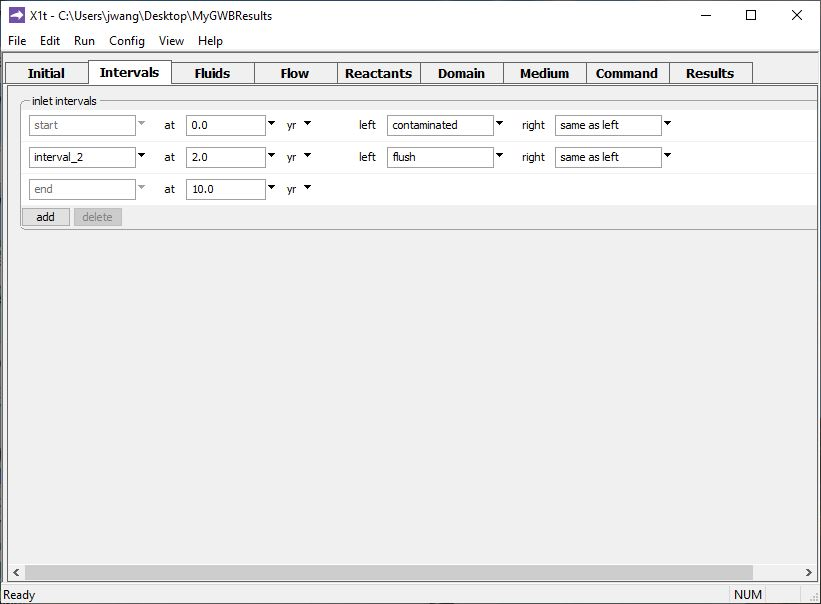 X1t - C:\Users\jwang\Desktop\MyGWBResults
File Edit Run Config View Help
Initial Intervals Fluids Flow Reactants Domain Medium Command Results
inlet intervals
start at 0.0 yr left contaminated right same as left
interval_2 at 2.0 yr left flush right same as left
end at 10.0 yr
add delete
Ready NUM